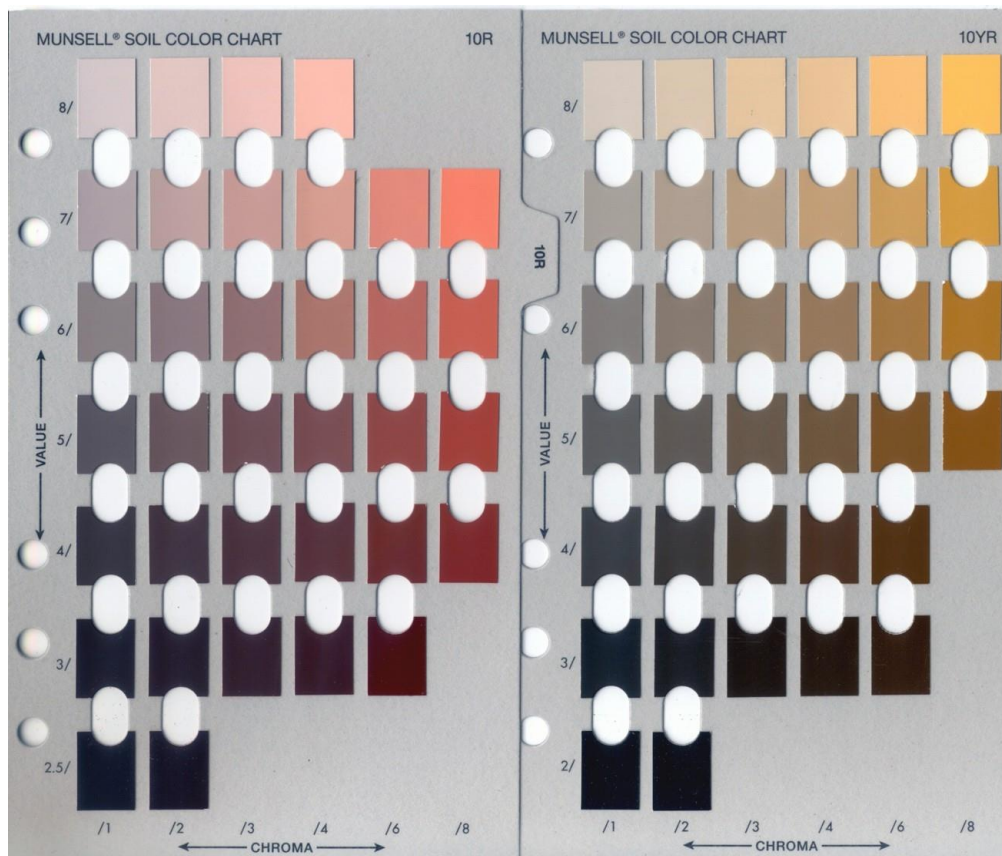 MUNSELL® SOIL COLOR CHART 10R
8/
7/
6/
5/
4/
3/
2.5/
VALUE
/1 /2 /3 /4 /6 /8
CHROMA
MUNSELL® SOIL COLOR CHART 10YR
10R
8/
7/
6/
5/
4/
3/
2/
VALUE
/1 /2 /3 /4 /6 /8
CHROMA